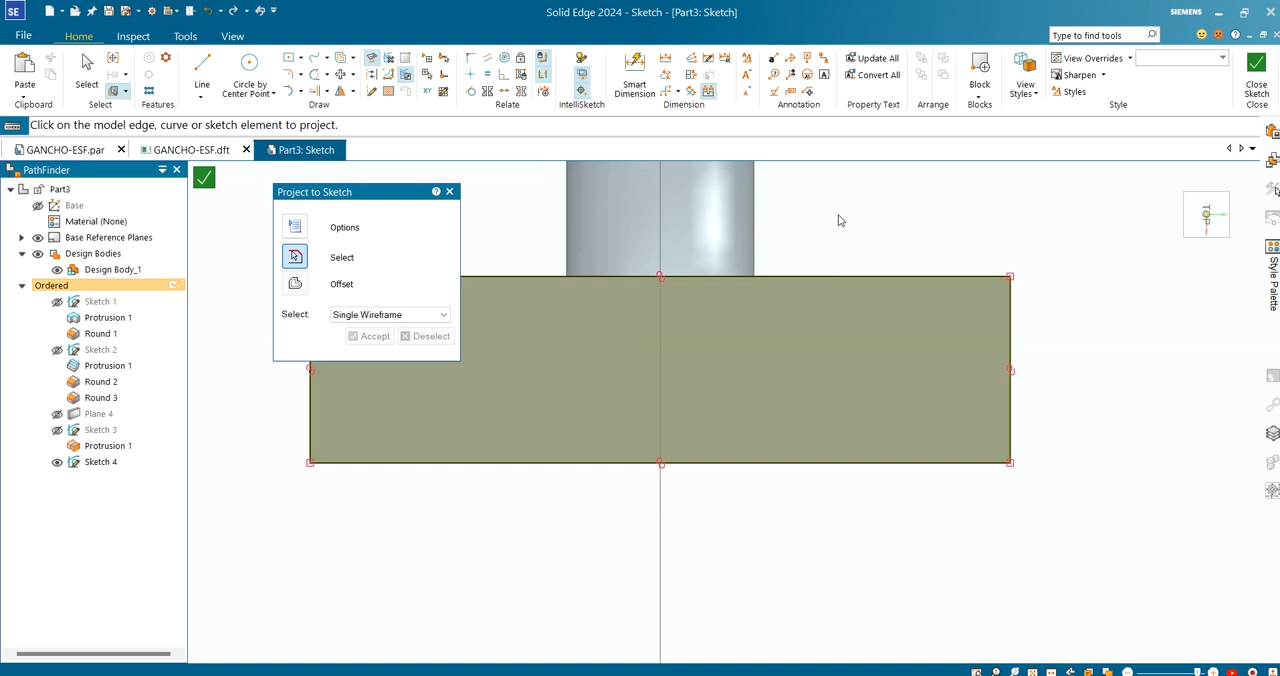 SE
Solid Edge 2024 - Sketch - [Part3: Sketch]
SIEMENS
File
Home
Inspect
Tools
View
Type to find tools
Paste
Clipboard
Select
Select
Features
Line
Circle by
Center Point
Draw
Relate
IntelliSketch
Smart
Dimension
Dimension
Annotation
Update All
Convert All
Property Text
Arrange
Block
Blocks
View
Styles
View Overrides
Sharpen
Styles
Style
Close
Sketch
Close
Click on the model edge, curve or sketch element to project.
GANCHO-ESF.par
GANCHO-ESF.dft
Part3: Sketch
PathFinder
Part3
Base
Material (None)
Base Reference Planes
Design Bodies
Design Body_1
Ordered
Sketch 1
Protrusion 1
Round 1
Sketch 2
Protrusion 1
Round 2
Round 3
Plane 4
Sketch 3
Protrusion 1
Sketch 4
Project to Sketch
Options
Select
Offset
Select:
Single Wireframe
Accept
Deselect
Style Palette